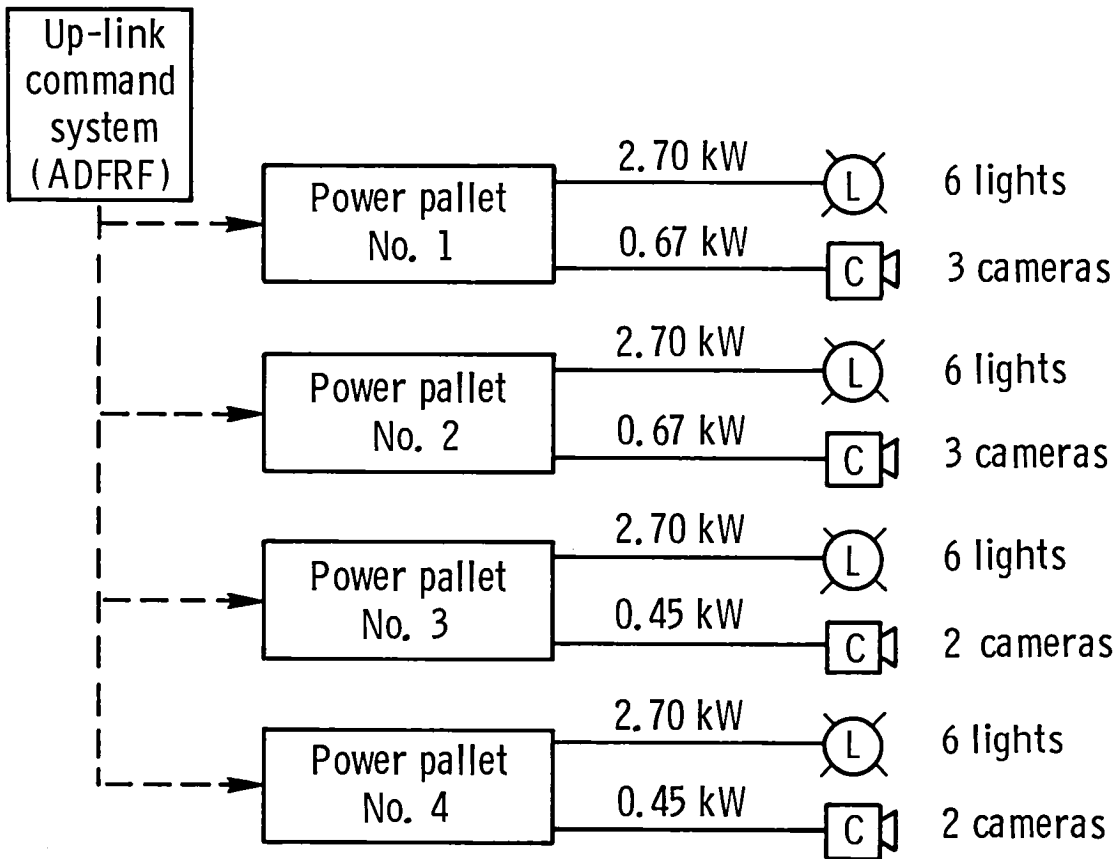 Up-link
command
system
(ADFRF)
Power pallet
No. 1
2.70 kW
L
6 lights
0.67 kW
C
3 cameras
Power pallet
No. 2
2.70 kW
L
6 lights
0.67 kW
C
3 cameras
Power pallet
No. 3
2.70 kW
L
6 lights
0.45 kW
C
2 cameras
Power pallet
No. 4
2.70 kW
L
6 lights
0.45 kW
C
2 cameras